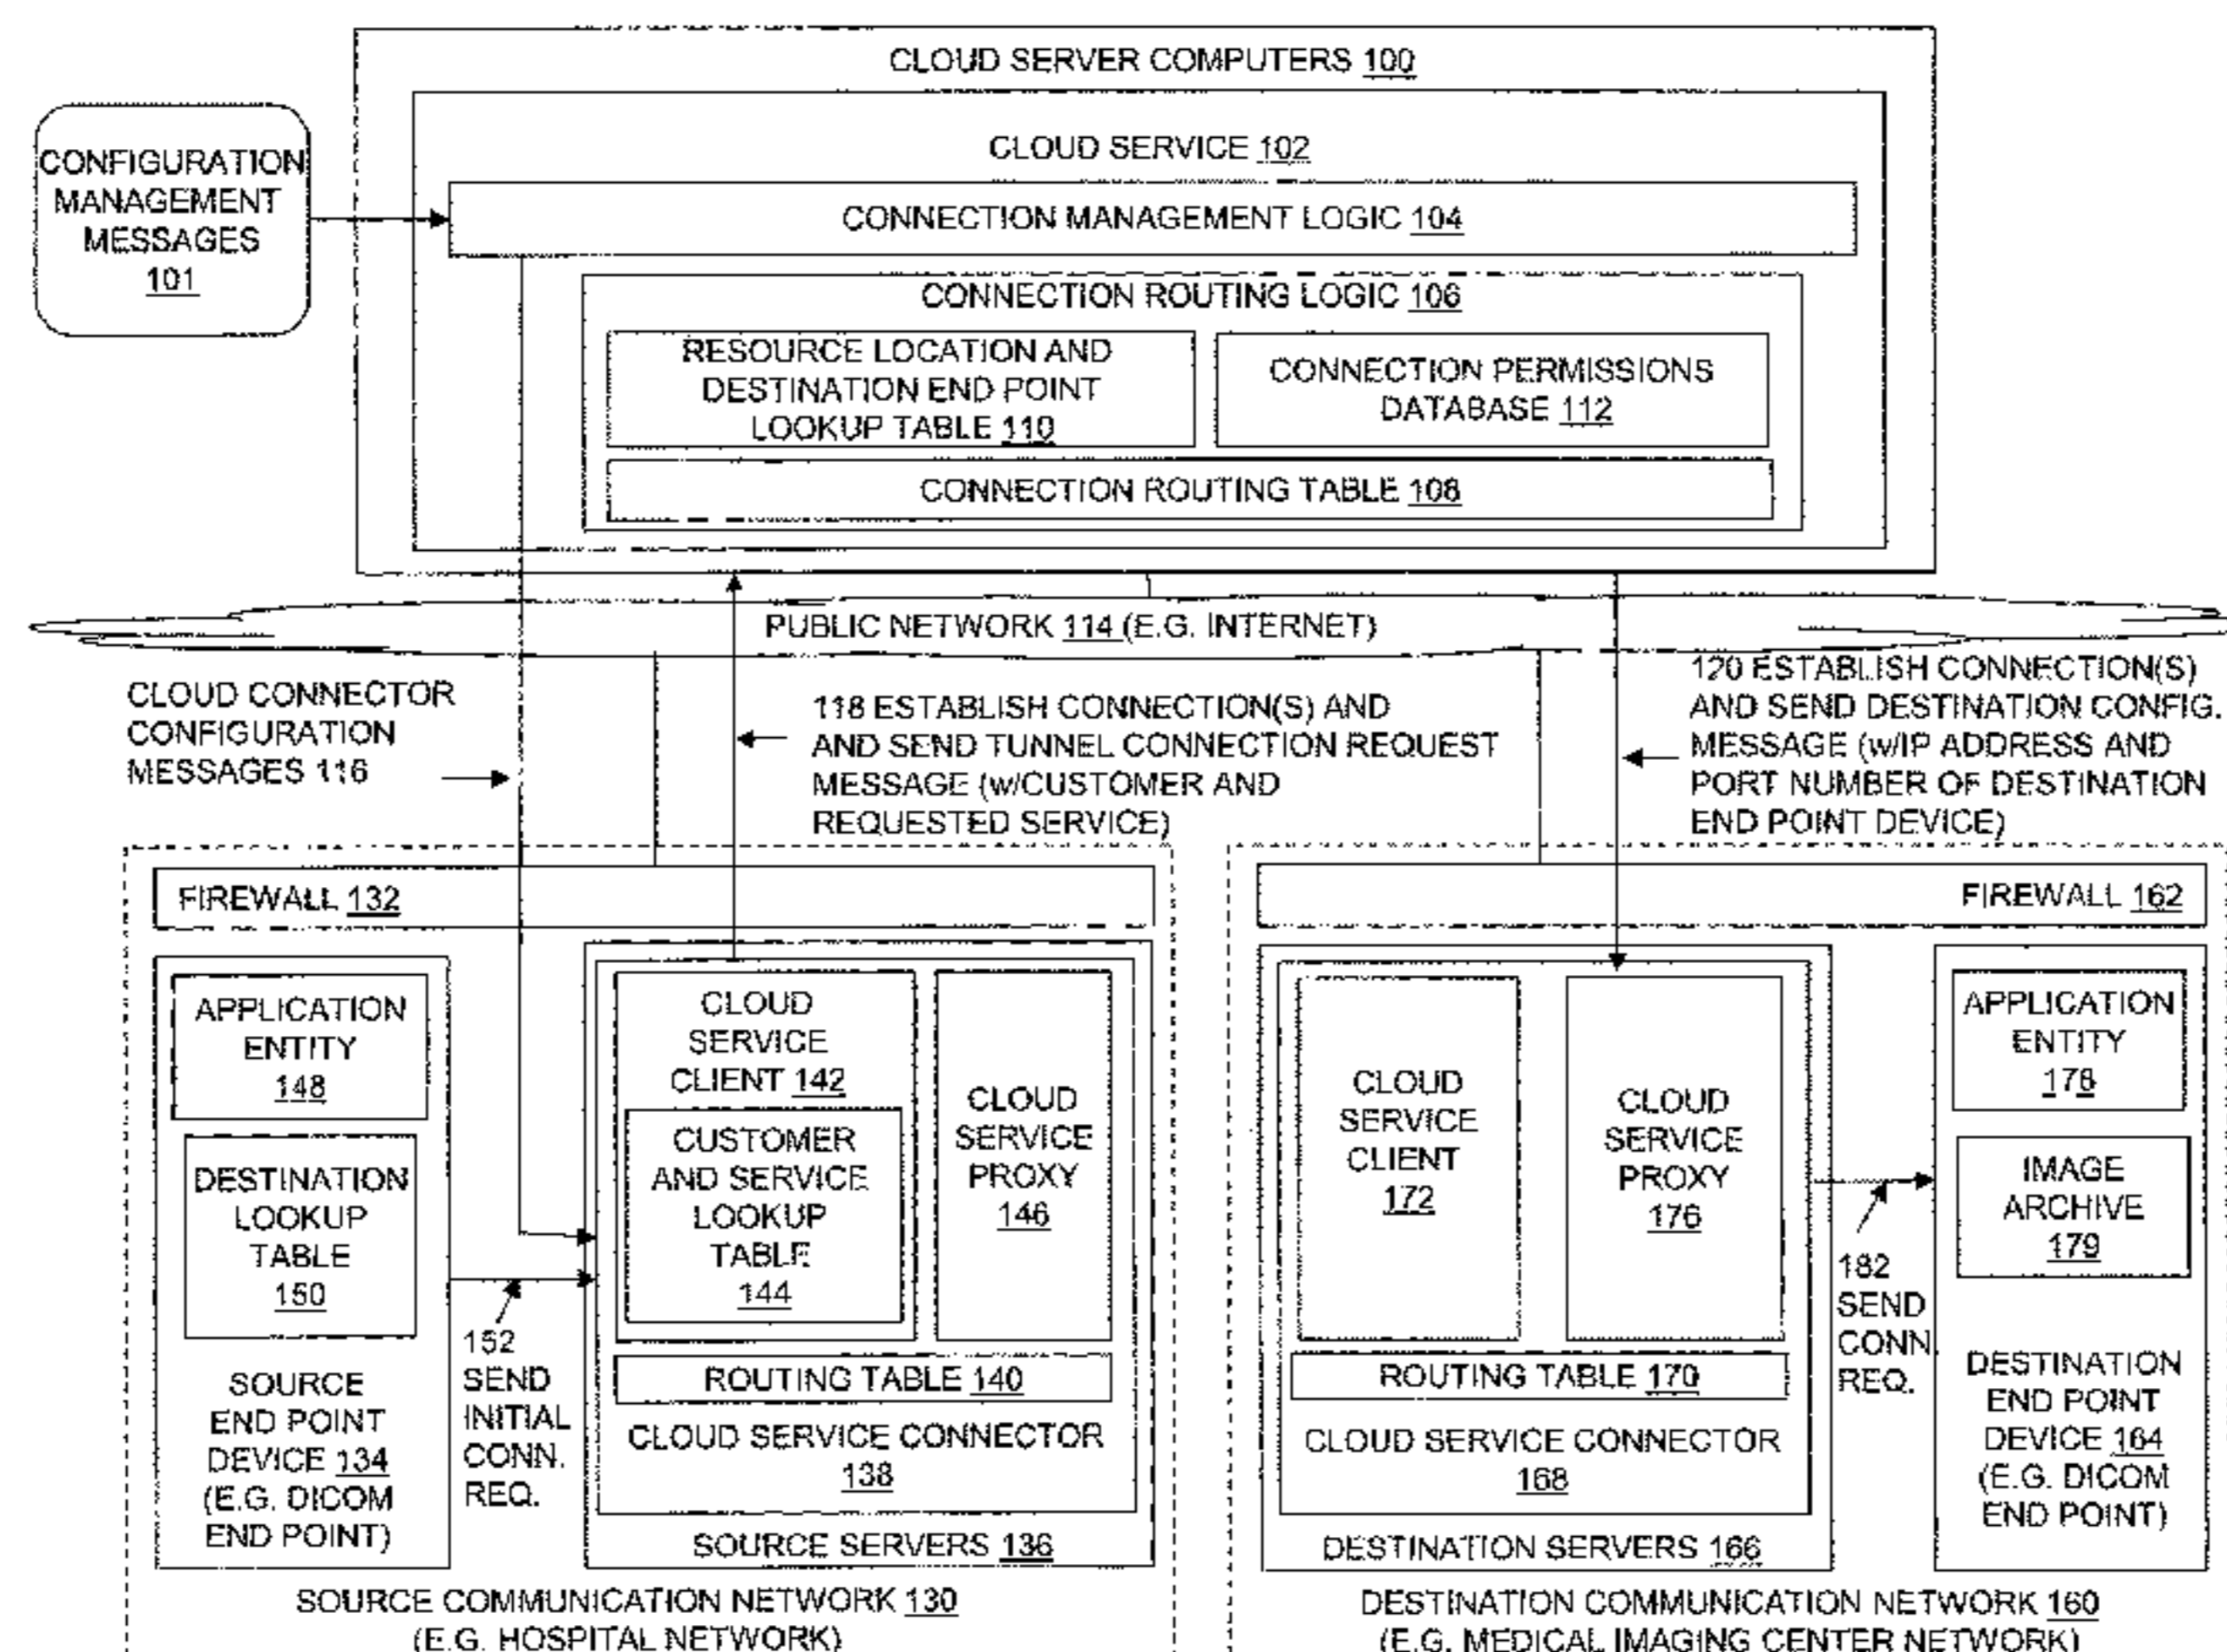 CLOUD SERVER COMPUTERS 100
CONFIGURATION
MANAGEMENT
MESSAGES
101
CLOUD SERVICE 102
CONNECTION MANAGEMENT LOGIC 104
CONNECTION ROUTING LOGIC 106
RESOURCE LOCATION AND
DESTINATION END POINT
LOOKUP TABLE 110
CONNECTION PERMISSIONS
DATABASE 112
CONNECTION ROUTING TABLE 108
PUBLIC NETWORK 114 (E.G. INTERNET)
CLOUD CONNECTOR
CONFIGURATION
MESSAGES 116
118 ESTABLISH CONNECTION(S) AND
AND SEND TUNNEL CONNECTION REQUEST
MESSAGE (w/CUSTOMER AND
REQUESTED SERVICE)
120 ESTABLISH CONNECTION(S)
AND SEND DESTINATION CONFIG.
MESSAGE (w/IP ADDRESS AND
PORT NUMBER OF DESTINATION
END POINT DEVICE)
FIREWALL 132
APPLICATION
ENTITY
148
DESTINATION
LOOKUP
TABLE
150
SOURCE
END POINT
DEVICE 134
(E.G. DICOM
END POINT)
152
SEND
INITIAL
CONN.
REQ.
CLOUD
SERVICE
CLIENT 142
CUSTOMER
AND SERVICE
LOOKUP
TABLE
144
CLOUD
SERVICE
PROXY
146
ROUTING TABLE 140
CLOUD SERVICE CONNECTOR
138
SOURCE SERVERS 136
SOURCE COMMUNICATION NETWORK 130
(E.G. HOSPITAL NETWORK)
FIREWALL 162
CLOUD
SERVICE
CLIENT
172
CLOUD
SERVICE
PROXY
176
ROUTING TABLE 170
CLOUD SERVICE CONNECTOR
168
DESTINATION SERVERS 166
182
SEND
CONN.
REQ.
APPLICATION
ENTITY
178
IMAGE
ARCHIVE
179
DESTINATION
END POINT
DEVICE 164
(E.G. DICOM
END POINT)
DESTINATION COMMUNICATION NETWORK 160
(E.G. MEDICAL IMAGING CENTER NETWORK)